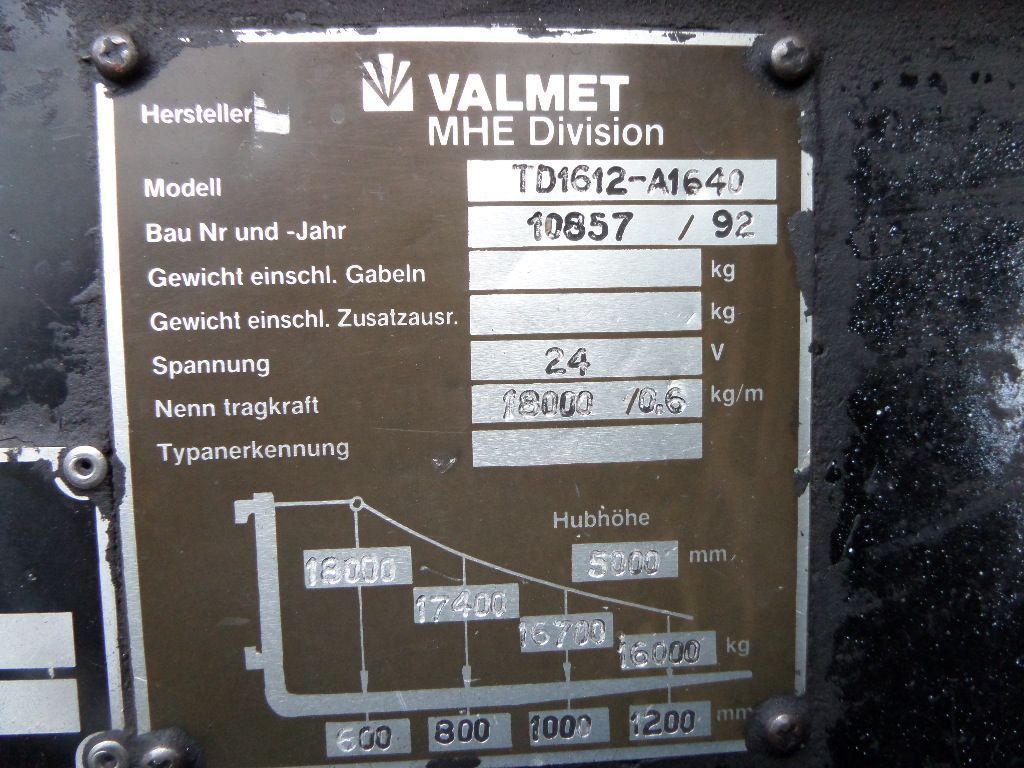 Hersteller VALMET
MHE Division
Modell TD1612-A1640
Bau Nr und -Jahr 10857 / 92
Gewicht einschl. Gabeln kg
Gewicht einschl. Zusatzausr. kg
Spannung 24 V
Nenn tragkraft 18000 /0.6 kg/m
Typanerkennung
Hubhöhe
5000 mm
18000
17400
16700
16000 kg
600 800 1000 1200 mm